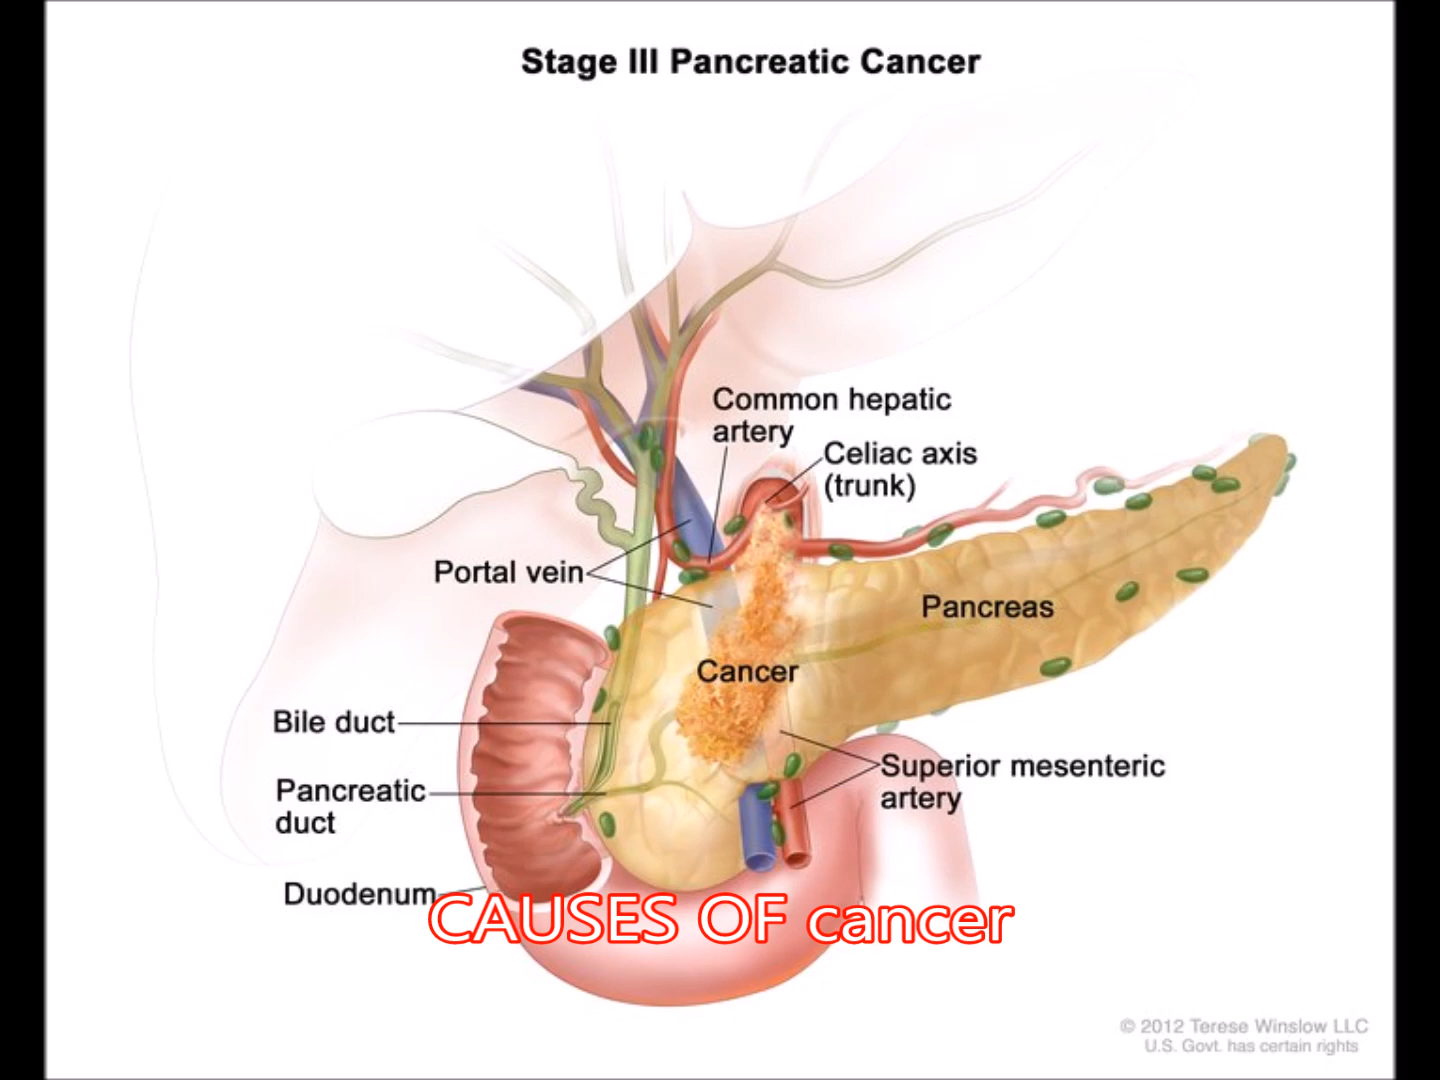 Stage III Pancreatic Cancer
Common hepatic
artery
Celiac axis
(trunk)
Portal vein
Pancreas
Cancer
Bile duct
Superior mesenteric
artery
Pancreatic
duct
Duodenum
CAUSES OF cancer
© 2012 Terese Winslow LLC
U.S. Govt. has certain rights